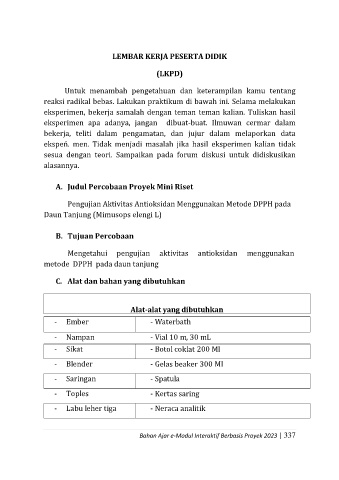 LEMBAR KERJA PESERTA DIDIK
(LKPD)
Untuk menambah pengetahuan dan keterampilan kamu tentang
reaksi radikal bebas. Lakukan praktikum di bawah ini. Selama melakukan
eksperimen, bekerja samalah dengan teman teman kalian. Tuliskan hasil
eksperimen apa adanya, jangan dibuat-buat. Ilmuwan cermar dalam
bekerja, teliti dalam pengamatan, dan jujur dalam melaporkan data
ekspeń. men. Tidak menjadi masalah jika hasil eksperimen kalian tidak
sesua dengan teori. Sampaikan pada forum diskusi untuk didiskusikan
alasannya.
A. Judul Percobaan Proyek Mini Riset
Pengujian Aktivitas Antioksidan Menggunakan Metode DPPH pada
Daun Tanjung (Mimusops elengi L)
B. Tujuan Percobaan
Mengetahui pengujian aktivitas antioksidan menggunakan
metode DPPH pada daun tanjung
C. Alat dan bahan yang dibutuhkan
Alat-alat yang dibutuhkan
- Ember - Waterbath
- Nampan - Vial 10 m, 30 mL
- Sikat - Botol coklat 200 Ml
- Blender - Gelas beaker 300 Ml
- Saringan - Spatula
- Toples - Kertas saring
- Labu leher tiga - Neraca analitik
Bahan Ajar e-Modul Interaktif Berbasis Proyek 2023 | 337